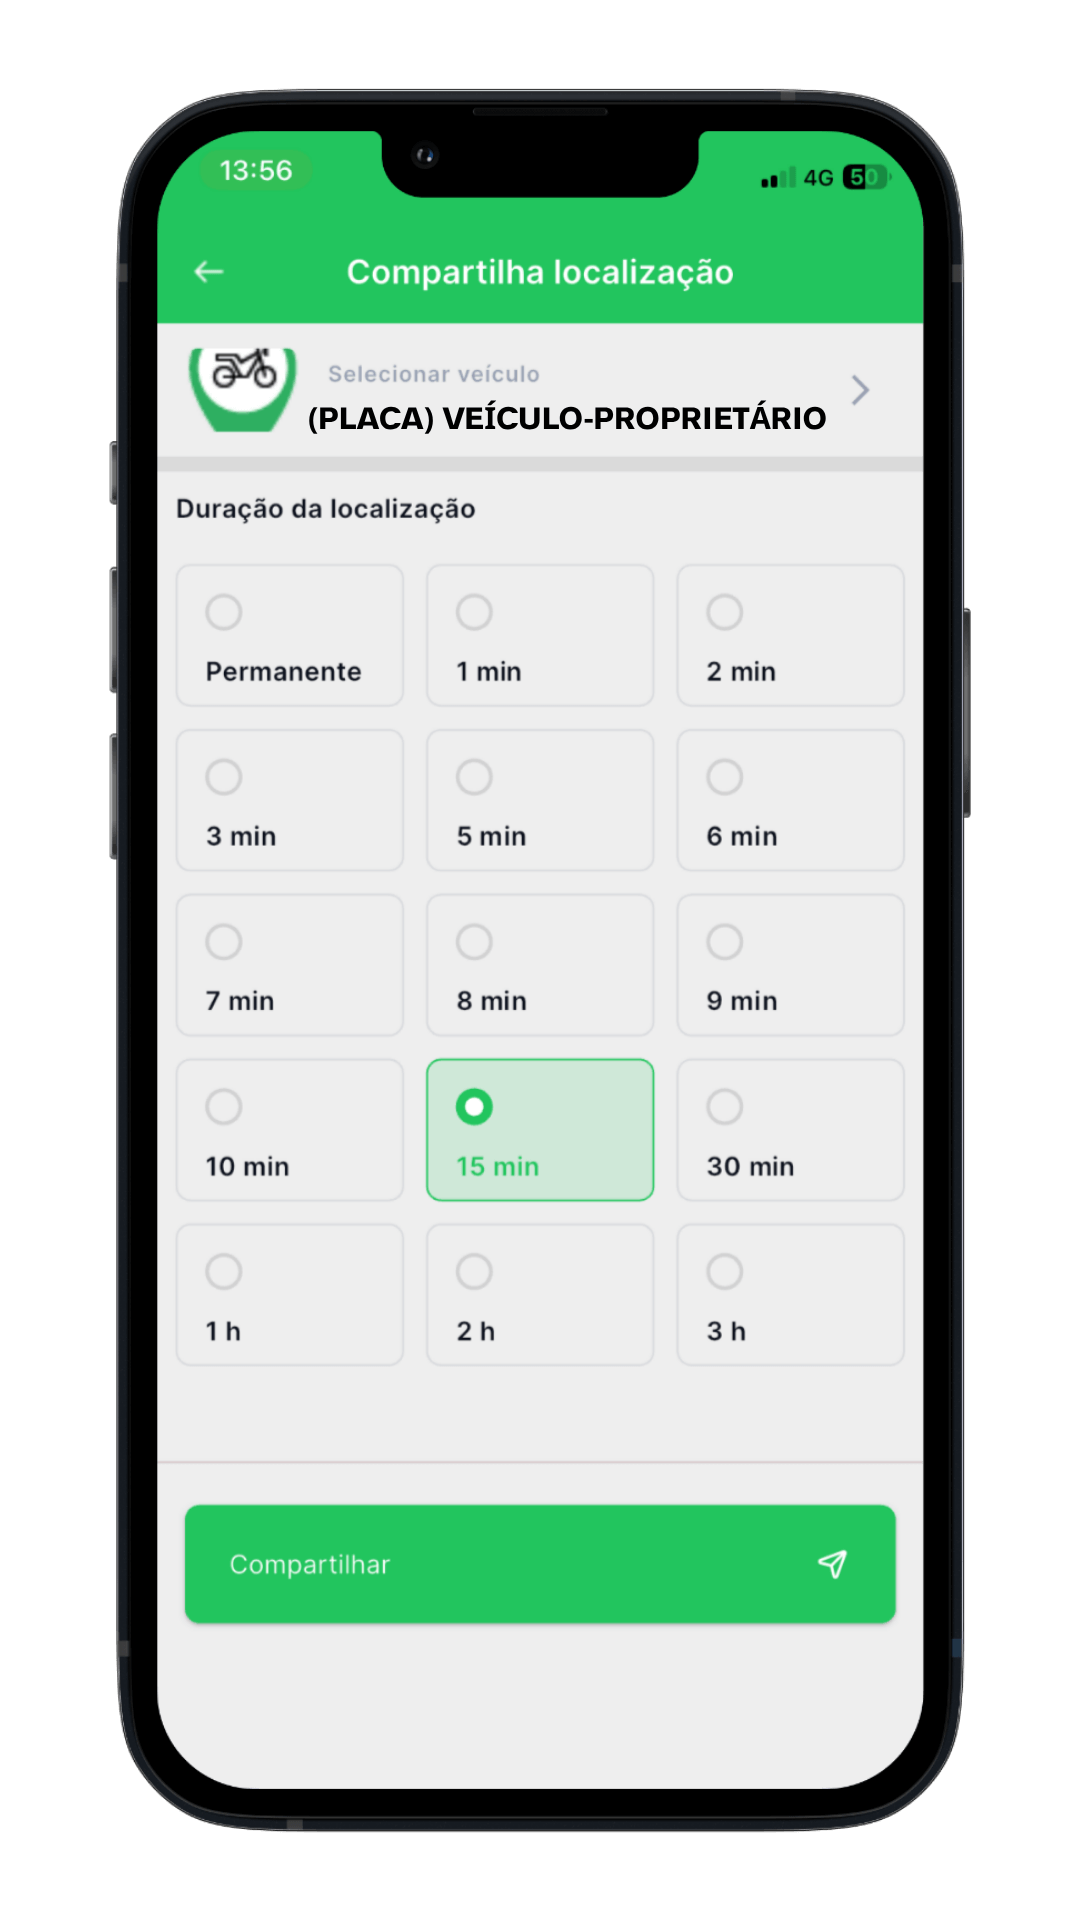 13:56
4G 50
Compartilha localização
Selecionar veículo
(PLACA) VEÍCULO-PROPRIETÁRIO
Duração da localização
Permanente
1 min
2 min
3 min
5 min
6 min
7 min
8 min
9 min
10 min
15 min
30 min
1 h
2 h
3 h
Compartilhar